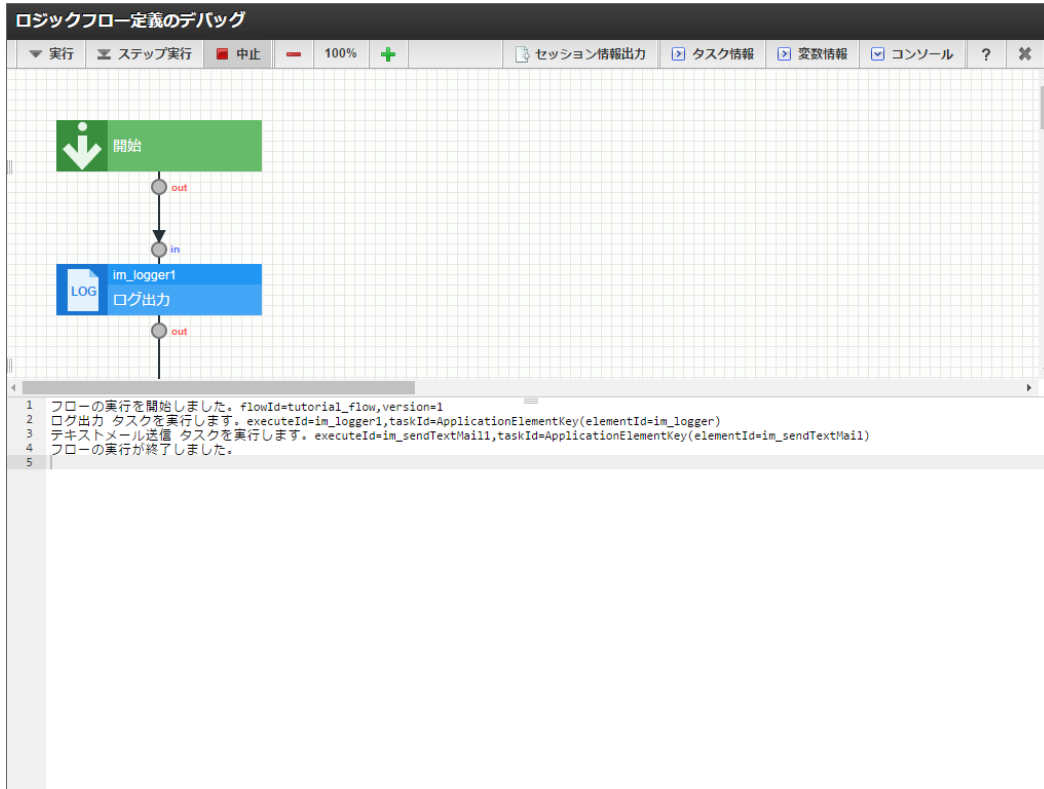 ロジックフロー定義のデバッグ
実行 ステップ実行 中止 100% セッション情報出力 タスク情報 変数情報 コンソール ?
開始
out
in
im_logger1
LOG
ログ出力
out
1 フローの実行を開始しました。flowId=tutorial_flow,version=1
2 ログ出力 タスクを実行します。executeId=im_logger1,taskId=ApplicationElementKey(elementId=im_logger)
3 テキストメール送信 タスクを実行します。executeId=im_sendTextMail1,taskId=ApplicationElementKey(elementId=im_sendTextMail)
4 フローの実行が終了しました。
5